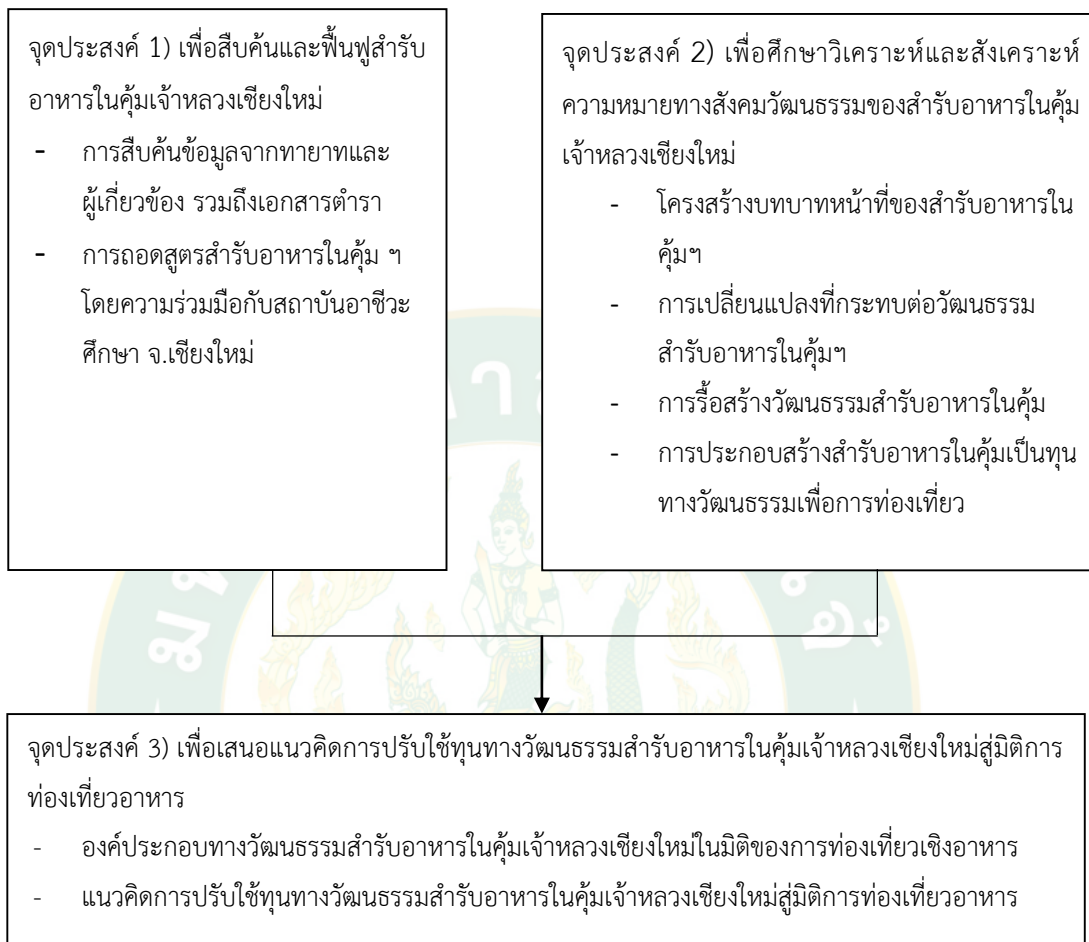 จุดประสงค์ 1) เพื่อสืบค้นและฟื้นฟูสำรับ
อาหารในคุ้มเจ้าหลวงเชียงใหม่
- การสืบค้นข้อมูลจากทายาทและ
ผู้เกี่ยวข้อง รวมถึงเอกสารตำรา
- การถอดสูตรสำรับอาหารในคุ้ม ฯ
โดยความร่วมมือกับสถาบันอาชีวะ
ศึกษา จ.เชียงใหม่
จุดประสงค์ 2) เพื่อศึกษาวิเคราะห์และสังเคราะห์
ความหมายทางสังคมวัฒนธรรมของสำรับอาหารในคุ้ม
เจ้าหลวงเชียงใหม่
- โครงสร้างบทบาทหน้าที่ของสำรับอาหารใน
คุ้มฯ
- การเปลี่ยนแปลงที่กระทบต่อวัฒนธรรม
สำรับอาหารในคุ้มฯ
- การรื้อสร้างวัฒนธรรมสำรับอาหารในคุ้ม
- การประกอบสร้างสำรับอาหารในคุ้มเป็นทุน
ทางวัฒนธรรมเพื่อการท่องเที่ยว
จุดประสงค์ 3) เพื่อเสนอแนวคิดการปรับใช้ทุนทางวัฒนธรรมสำรับอาหารในคุ้มเจ้าหลวงเชียงใหม่สู่มิติการ
ท่องเที่ยวอาหาร
- องค์ประกอบทางวัฒนธรรมสำรับอาหารในคุ้มเจ้าหลวงเชียงใหม่ในมิติของการท่องเที่ยวเชิงอาหาร
- แนวคิดการปรับใช้ทุนทางวัฒนธรรมสำรับอาหารในคุ้มเจ้าหลวงเชียงใหม่สู่มิติการท่องเที่ยวอาหาร